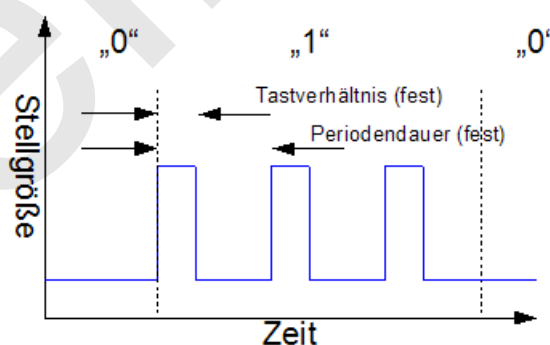 „0“ „1“ „0“
Tastverhältnis (fest)
Periodendauer (fest)
Stellgröße
Zeit